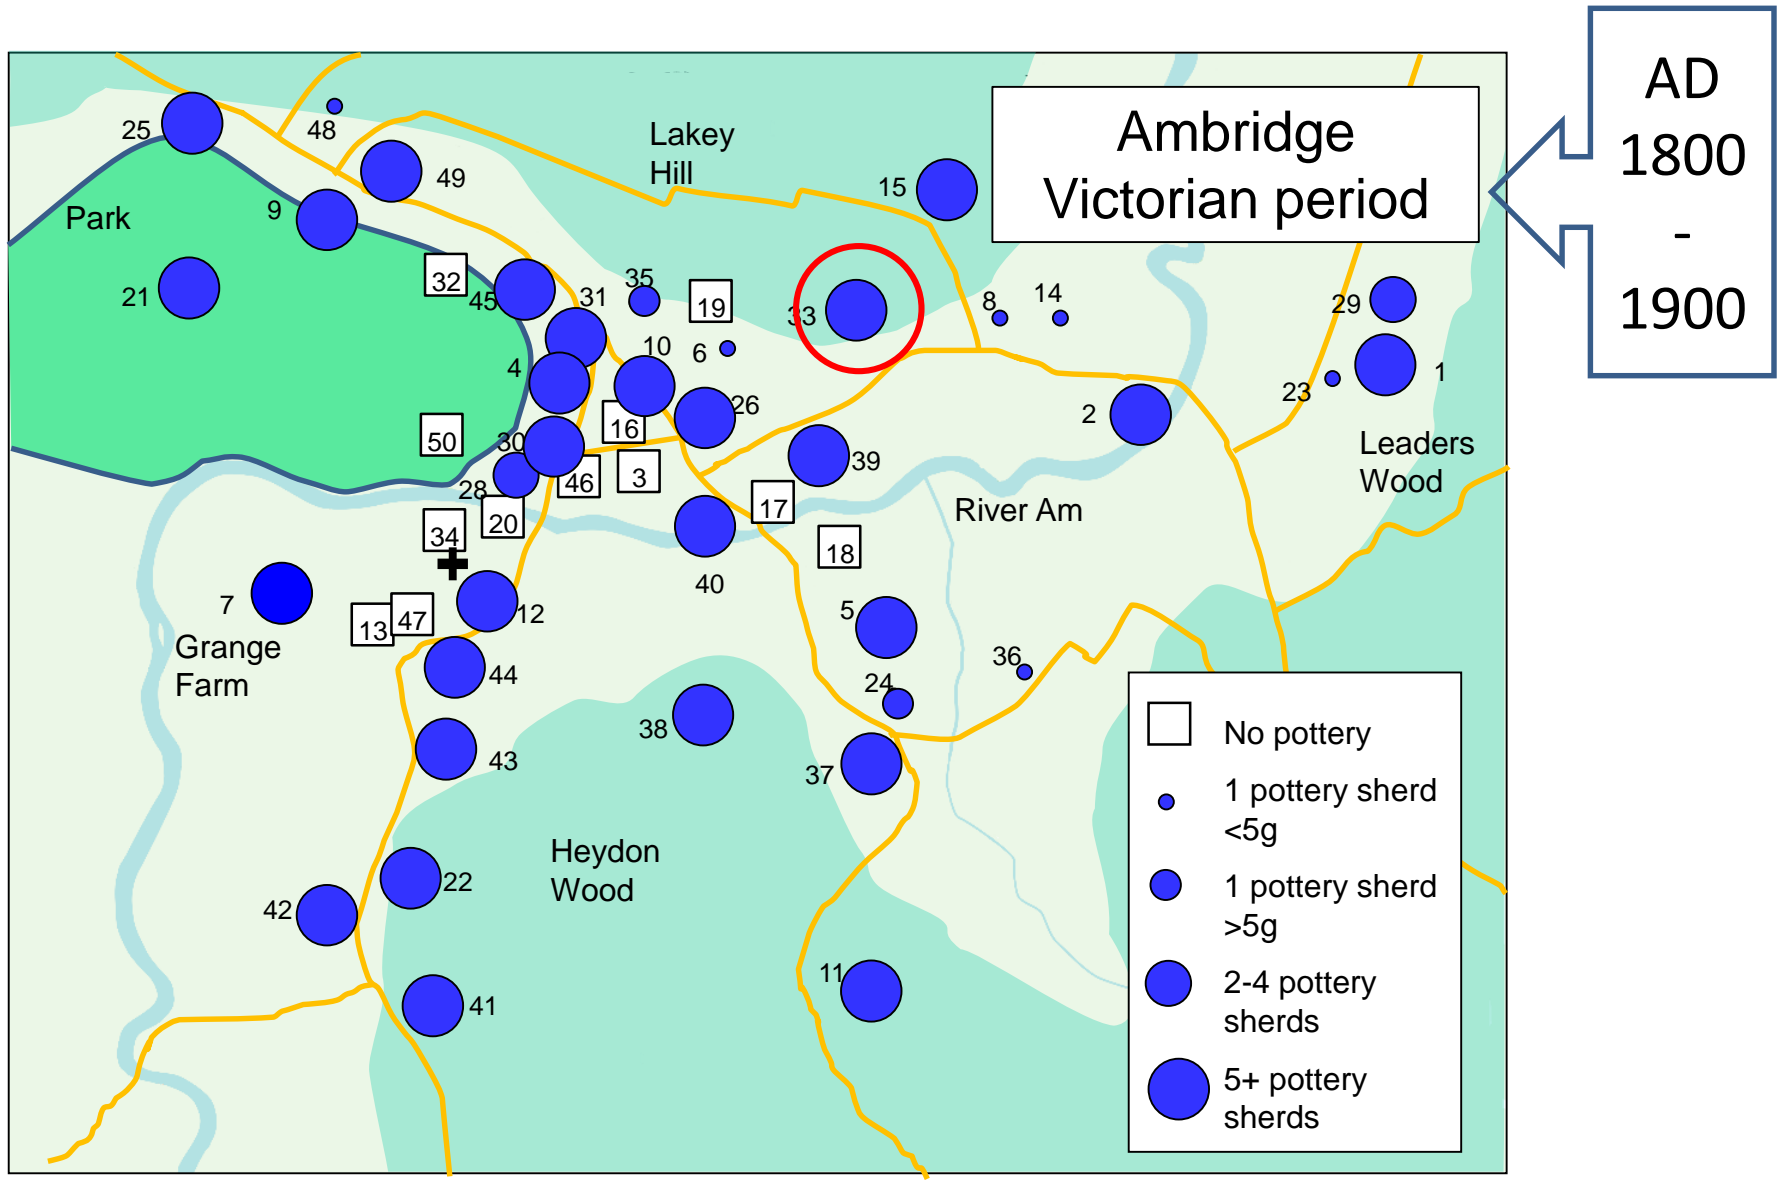 AD
1800
-
1900
Ambridge
Victorian period
25
48
Lakey
Hill
49
15
Park
9
21
32
45
31
35
19
33
8
14
29
10
6
4
23
1
26
2
16
50
30
39
Leaders
Wood
46
3
28
20
17
River Am
34
18
40
7
13
47
12
5
Grange
Farm
44
36
24
38
43
37
No pottery
1 pottery sherd
<5g
Heydon
Wood
1 pottery sherd
>5g
22
42
11
41
2-4 pottery
sherds
5+ pottery
sherds